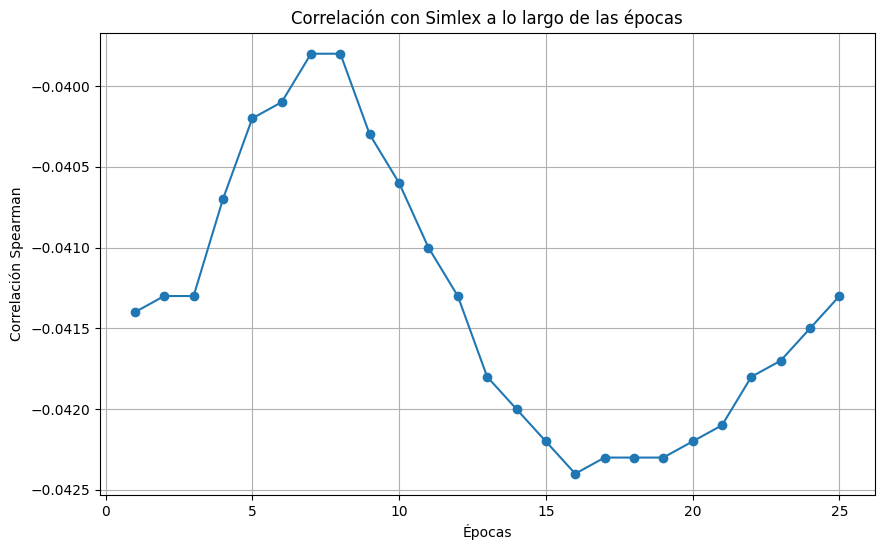 Correlación con Simlex a lo largo de las épocas
−0.0400
−0.0405
−0.0410
−0.0415
−0.0420
−0.0425
Correlación Spearman
0 5 10 15 20 25
Épocas